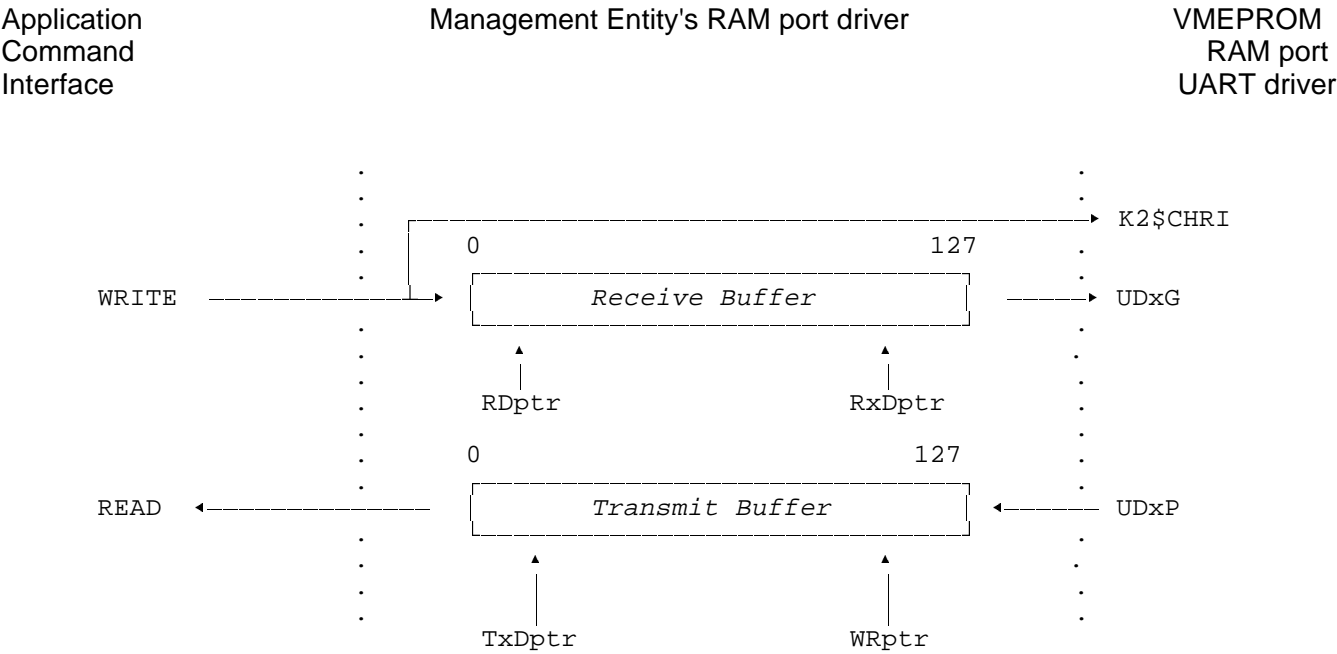 Application Command Interface
Management Entity's RAM port driver
VMEPROM RAM port UART driver
K2$CHRI
0 127
WRITE Receive Buffer UDxG
RDptr RxDptr
0 127
READ Transmit Buffer UDxP
TxDptr WRptr